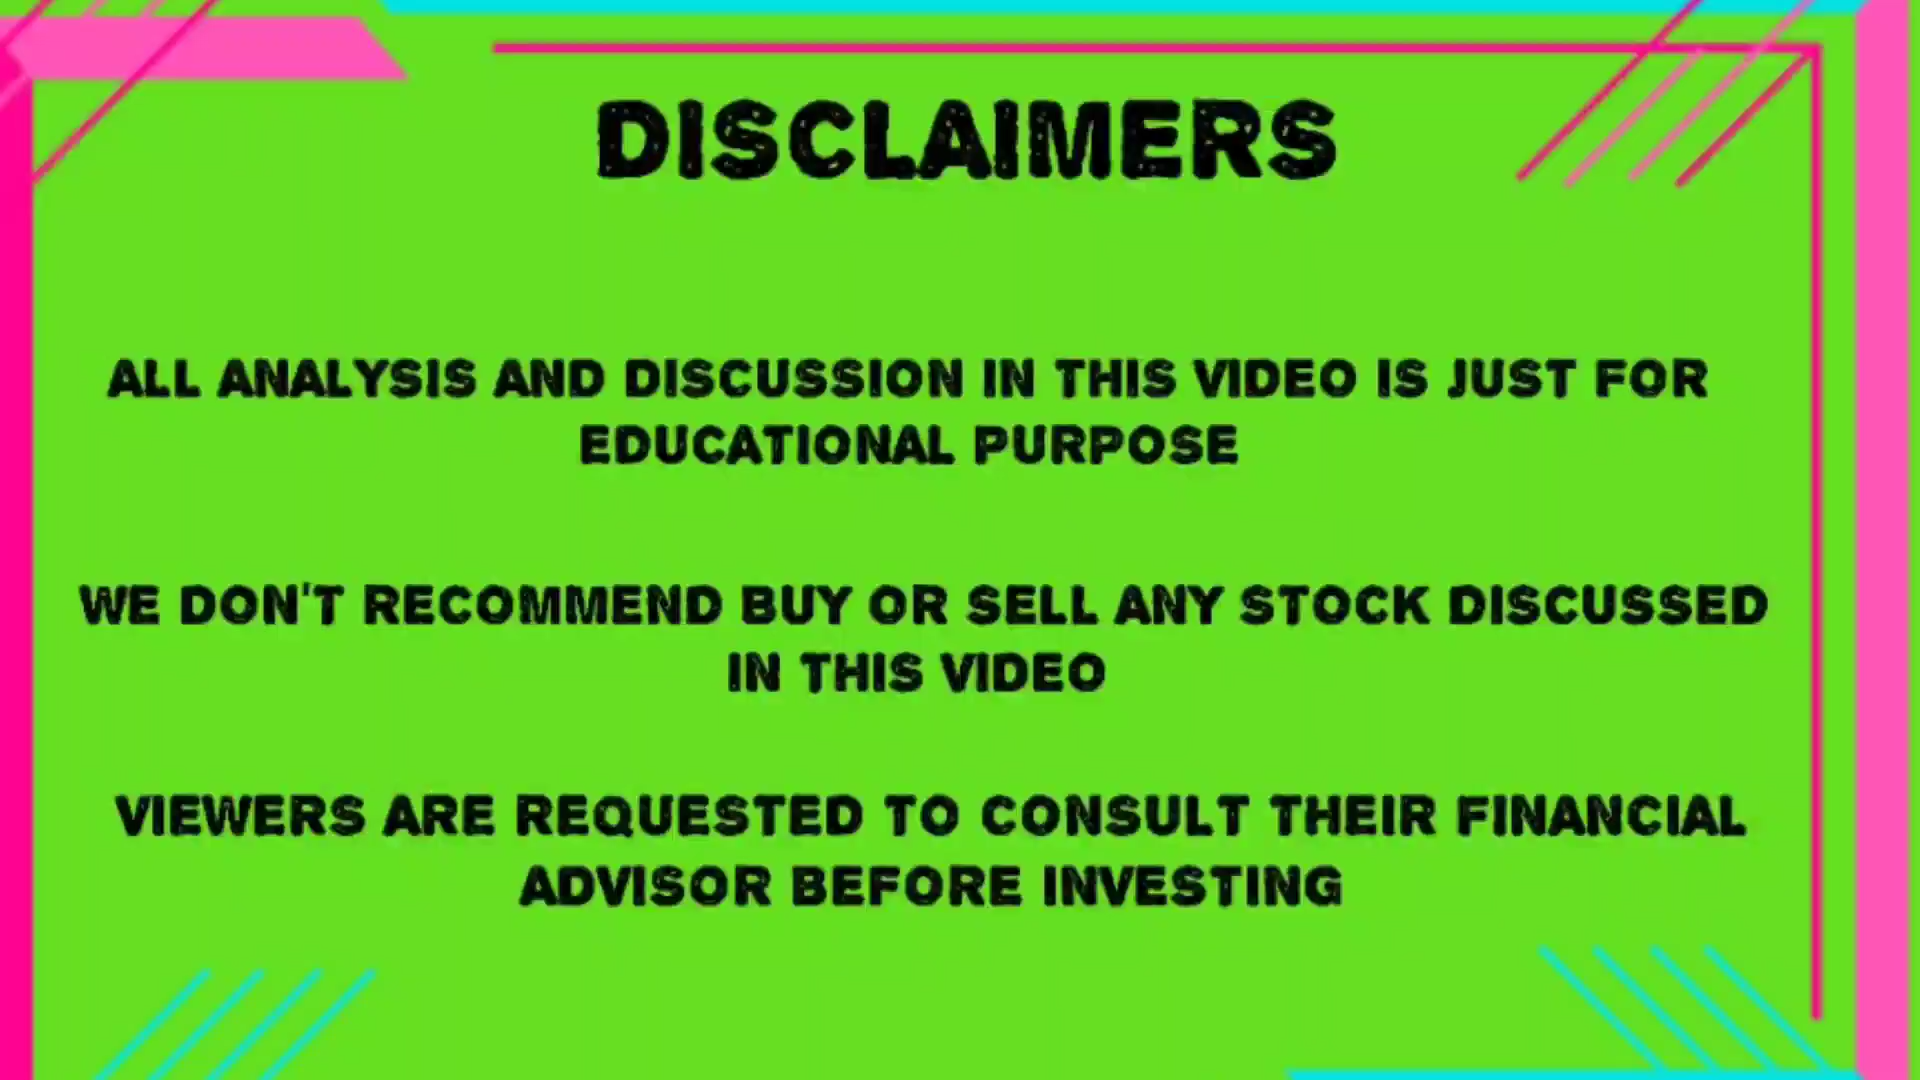 DISCLAIMERS
ALL ANALYSIS AND DISCUSSION IN THIS VIDEO IS JUST FOR
EDUCATIONAL PURPOSE
WE DON'T RECOMMEND BUY OR SELL ANY STOCK DISCUSSED
IN THIS VIDEO
VIEWERS ARE REQUESTED TO CONSULT THEIR FINANCIAL
ADVISOR BEFORE INVESTING